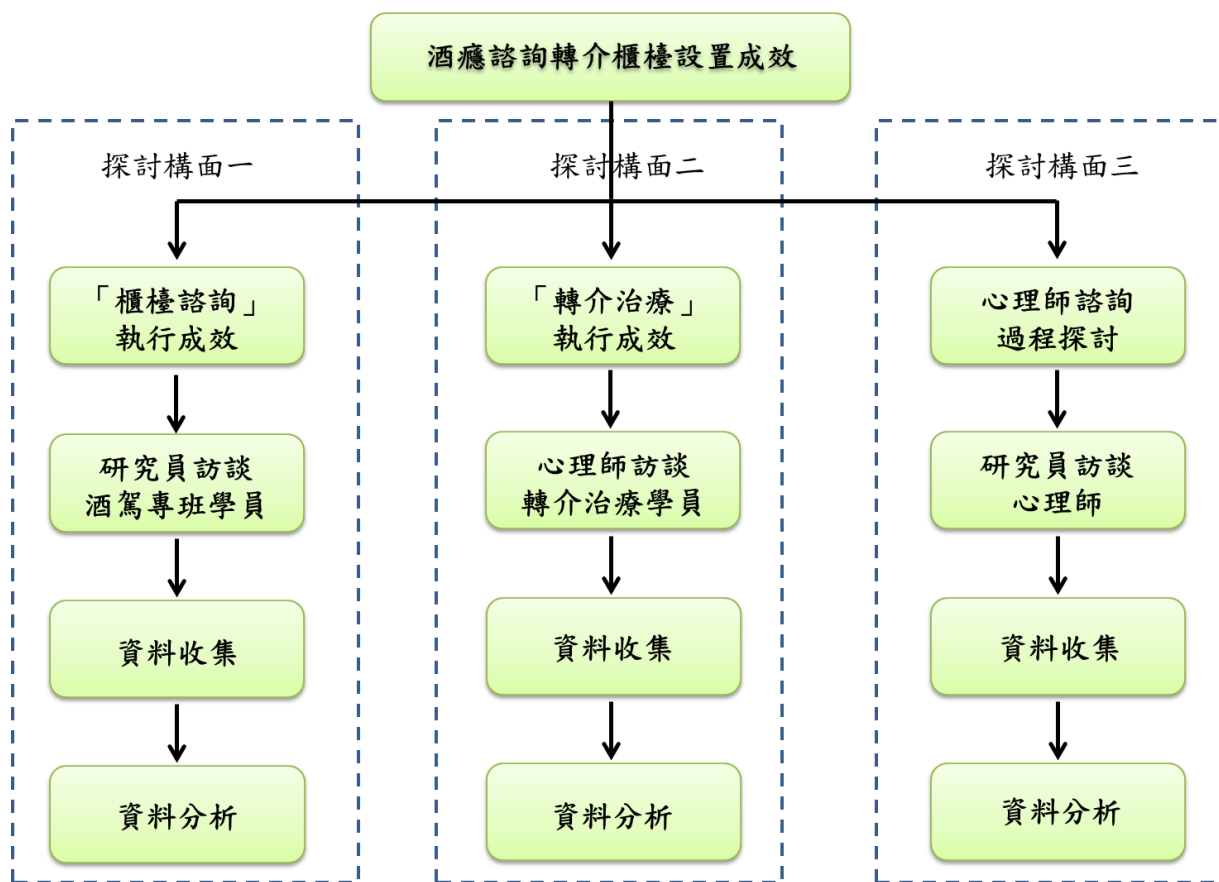 酒癮諮詢轉介櫃檯設置成效
探討構面一
「櫃檯諮詢」
執行成效
研究員訪談
酒駕專班學員
資料收集
資料分析
探討構面二
「轉介治療」
執行成效
心理師訪談
轉介治療學員
資料收集
資料分析
探討構面三
心理師諮詢
過程探討
研究員訪談
心理師
資料收集
資料分析